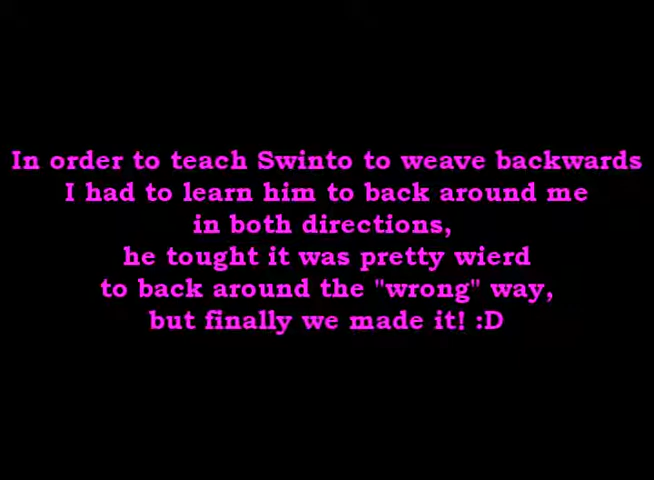 In order to teach Swinto to weave backwards
I had to learn him to back around me
in both directions,
he tought it was pretty wierd
to back around the "wrong" way,
but finally we made it! :D